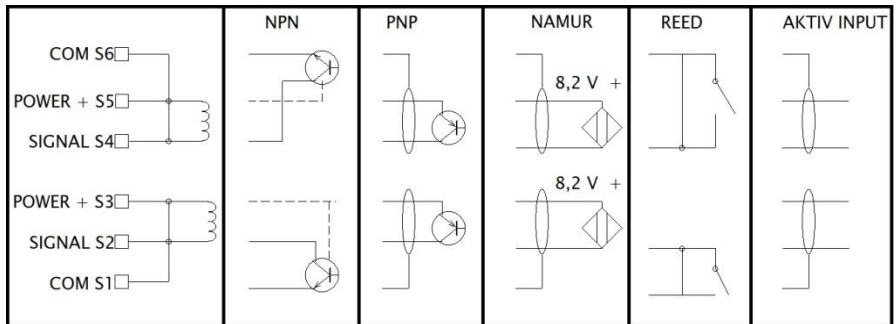 NPN PNP NAMUR REED AKTIV INPUT
COM S6
8,2 V +
POWER + S5
SIGNAL S4
8,2 V +
POWER + S3
SIGNAL S2
COM S1